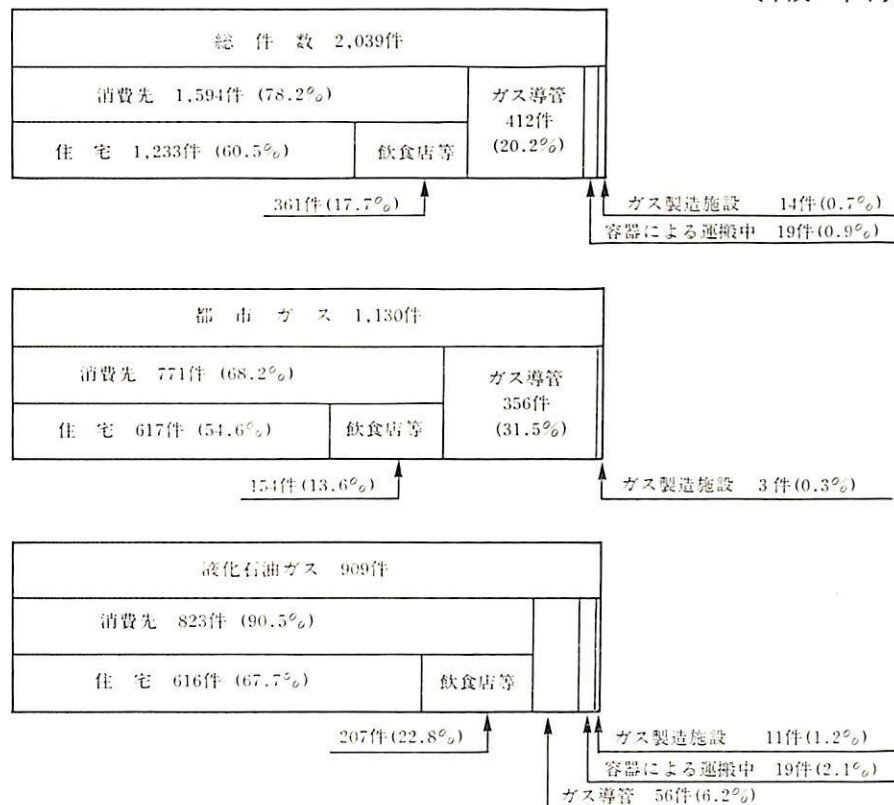 総件数 2,039件
消費先 1,594件 (78.2%)
ガス導管
412件
(20.2%)
住宅 1,233件 (60.5%)
飲食店等
361件(17.7%)
ガス製造施設 14件(0.7%)
容器による運搬中 19件(0.9%)
都市ガス 1,130件
消費先 771件 (68.2%)
ガス導管
356件
(31.5%)
住宅 617件 (54.6%)
飲食店等
154件(13.6%)
ガス製造施設 3件(0.3%)
液化石油ガス 909件
消費先 823件 (90.5%)
住宅 616件 (67.7%)
飲食店等
207件(22.8%)
ガス製造施設 11件(1.2%)
容器による運搬中 19件(2.1%)
ガス導管 56件(6.2%)